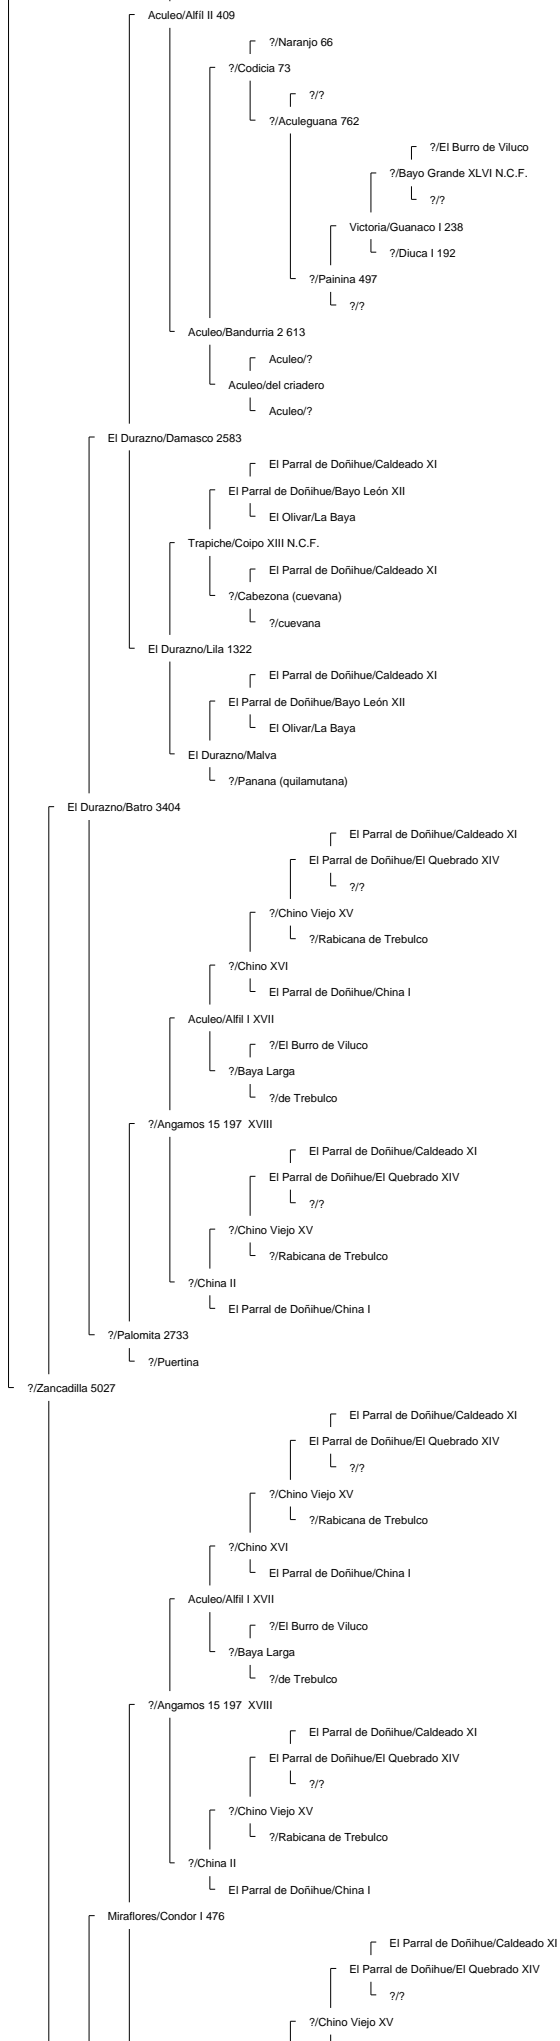 Aculeo/Alfíl II 409
?/Naranjo 66
?/Codicia 73
?/?
?/Aculeguana 762
?/El Burro de Viluco
?/Bayo Grande XLVI N.C.F.
?/?
Victoria/Guanaco I 238
?/Diuca I 192
?/Painina 497
?/?
Aculeo/Bandurria 2 613
Aculeo/?
Aculeo/del criadero
Aculeo/?
El Durazno/Damasco 2583
El Parral de Doñihue/Caldeado XI
El Parral de Doñihue/Bayo León XII
El Olivar/La Baya
Trapiche/Coipo XIII N.C.F.
El Parral de Doñihue/Caldeado XI
?/Cabezona (cuevana)
?/cuevana
El Durazno/Lila 1322
El Parral de Doñihue/Caldeado XI
El Parral de Doñihue/Bayo León XII
El Olivar/La Baya
El Durazno/Malva
?/Panana (quilamutana)
El Durazno/Batro 3404
El Parral de Doñihue/Caldeado XI
El Parral de Doñihue/El Quebrado XIV
?/?
?/Chino Viejo XV
?/Rabicana de Trebulco
?/Chino XVI
El Parral de Doñihue/China I
Aculeo/Alfil I XVII
?/El Burro de Viluco
?/Baya Larga
?/de Trebulco
?/Angamos 15 197 XVIII
El Parral de Doñihue/Caldeado XI
El Parral de Doñihue/El Quebrado XIV
?/?
?/Chino Viejo XV
?/Rabicana de Trebulco
?/China II
El Parral de Doñihue/China I
?/Palomita 2733
?/Puertina
?/Zancadilla 5027
El Parral de Doñihue/Caldeado XI
El Parral de Doñihue/El Quebrado XIV
?/?
?/Chino Viejo XV
?/Rabicana de Trebulco
?/Chino XVI
El Parral de Doñihue/China I
Aculeo/Alfil I XVII
?/El Burro de Viluco
?/Baya Larga
?/de Trebulco
?/Angamos 15 197 XVIII
El Parral de Doñihue/Caldeado XI
El Parral de Doñihue/El Quebrado XIV
?/?
?/Chino Viejo XV
?/Rabicana de Trebulco
?/China II
El Parral de Doñihue/China I
Miraflores/Condor I 476
El Parral de Doñihue/Caldeado XI
El Parral de Doñihue/El Quebrado XIV
?/?
?/Chino Viejo XV